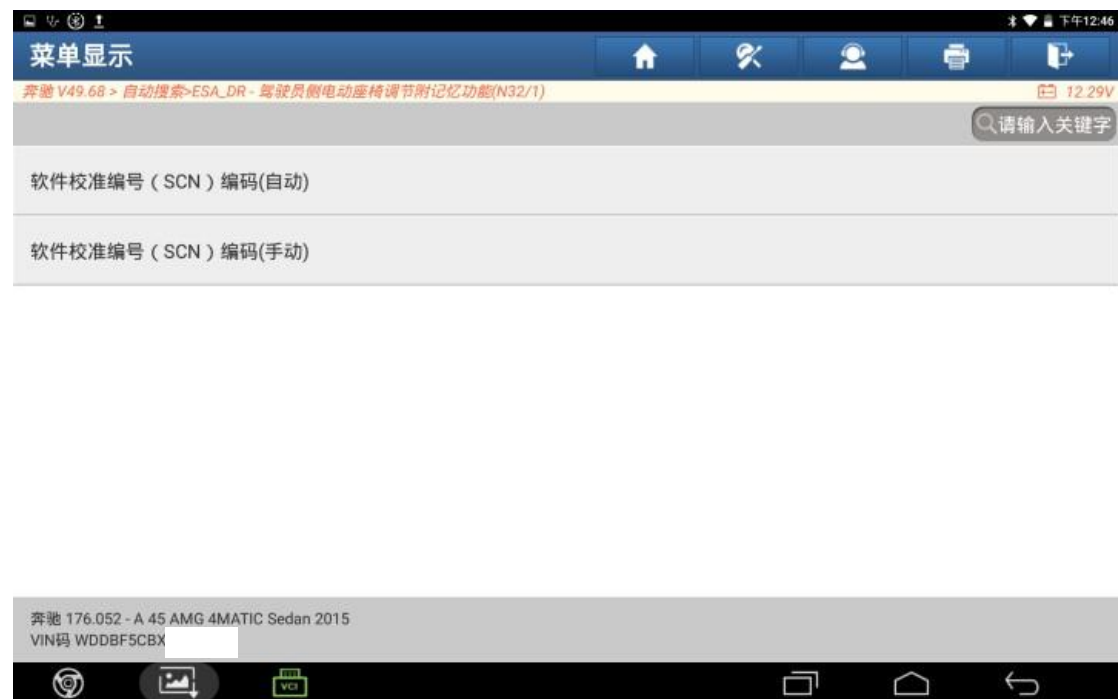 下午12:46
菜单显示
奔驰 V49.68 > 自动搜索>ESA_DR - 驾驶员侧电动座椅调节附记忆功能(N32/1)
12.29V
请输入关键字
软件校准编号（SCN）编码(自动)
软件校准编号（SCN）编码(手动)
奔驰 176.052 - A 45 AMG 4MATIC Sedan 2015
VIN码 WDDBF5CBX
VCI